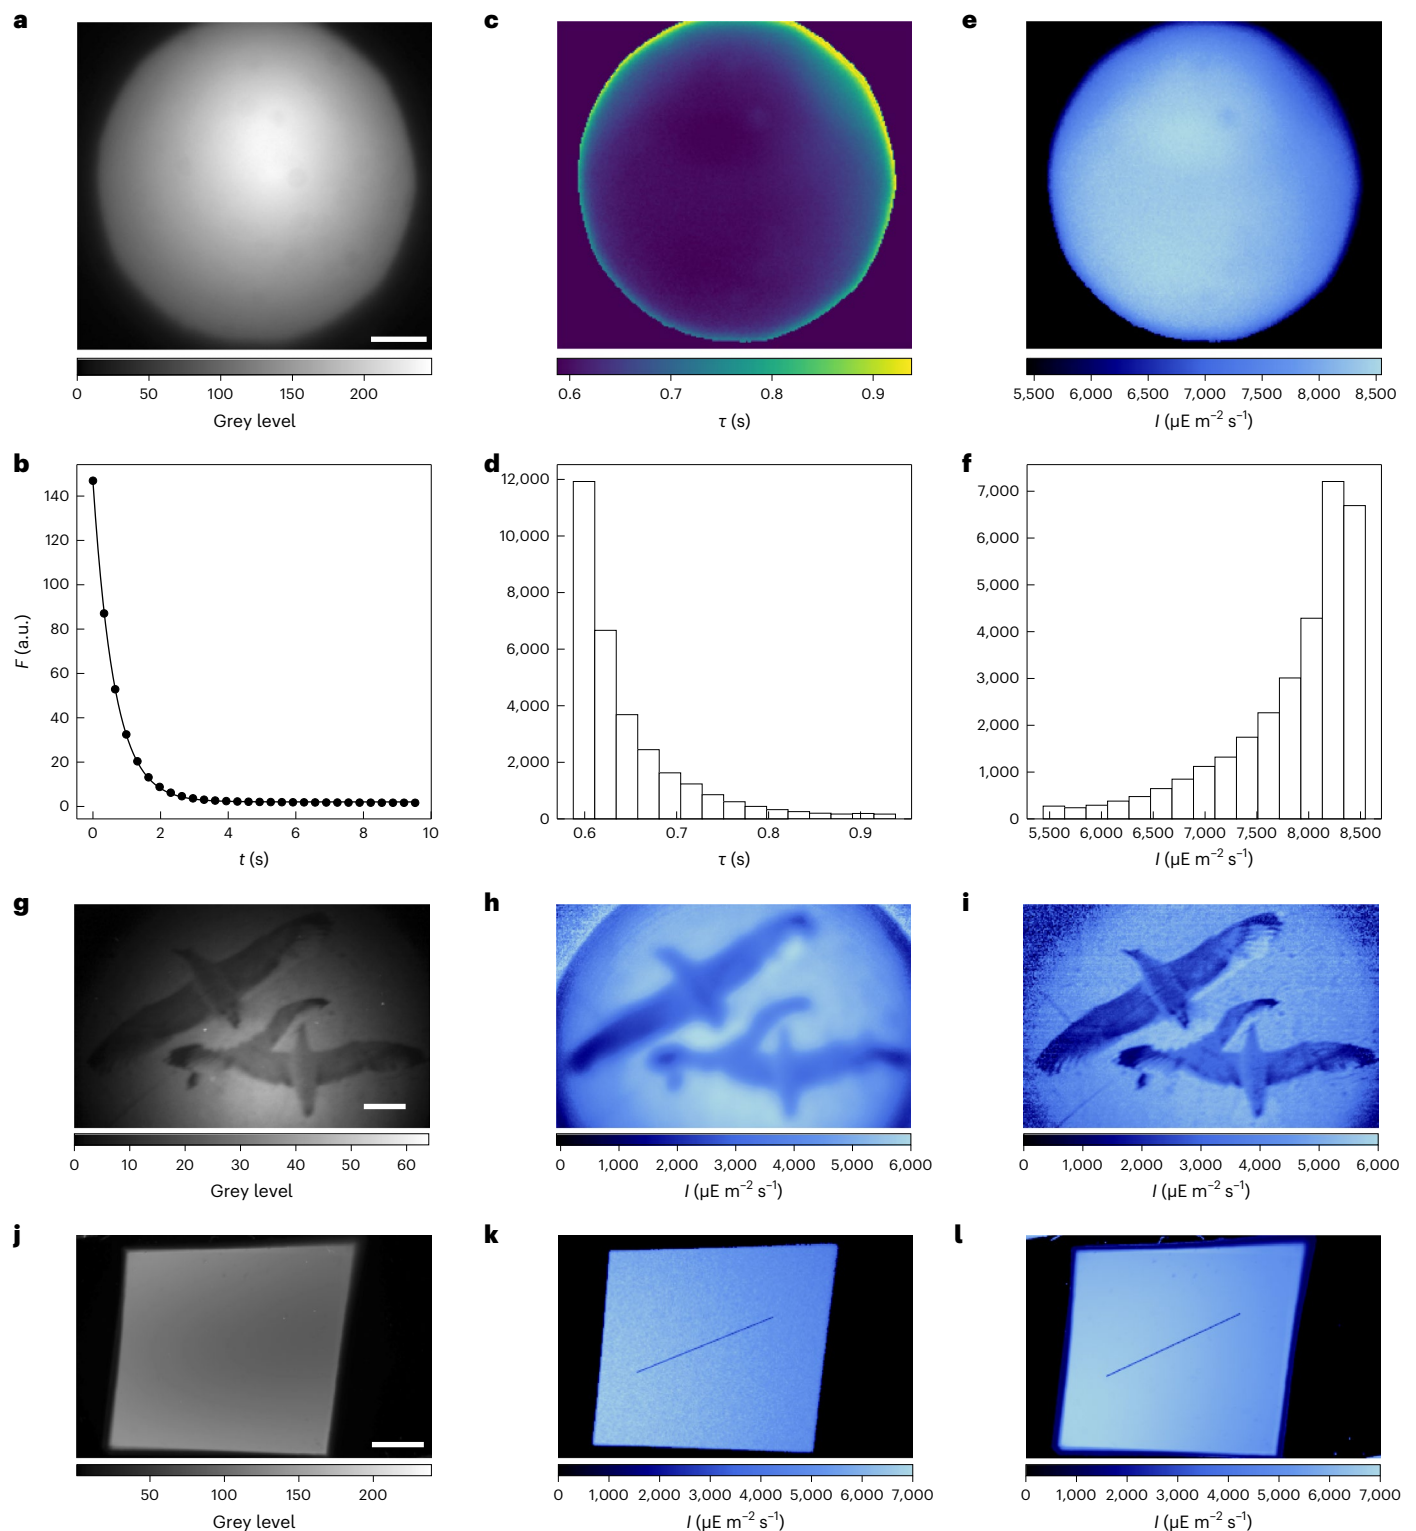 a
c
e
0 50 100 150 200
Grey level
0.6 0.7 0.8 0.9
τ (s)
5,500 6,000 6,500 7,000 7,500 8,000 8,500
I (µE m⁻² s⁻¹)
b
140
120
100
80
60
40
20
0
F (a.u.)
0 2 4 6 8 10
t (s)
d
12,000
10,000
8,000
6,000
4,000
2,000
0
0.6 0.7 0.8 0.9
τ (s)
f
7,000
6,000
5,000
4,000
3,000
2,000
1,000
0
5,500 6,000 6,500 7,000 7,500 8,000 8,500
I (µE m⁻² s⁻¹)
g
h
i
0 10 20 30 40 50 60
Grey level
0 1,000 2,000 3,000 4,000 5,000 6,000
I (µE m⁻² s⁻¹)
0 1,000 2,000 3,000 4,000 5,000 6,000
I (µE m⁻² s⁻¹)
j
k
l
50 100 150 200
Grey level
0 1,000 2,000 3,000 4,000 5,000 6,000 7,000
I (µE m⁻² s⁻¹)
0 1,000 2,000 3,000 4,000 5,000 6,000 7,000
I (µE m⁻² s⁻¹)